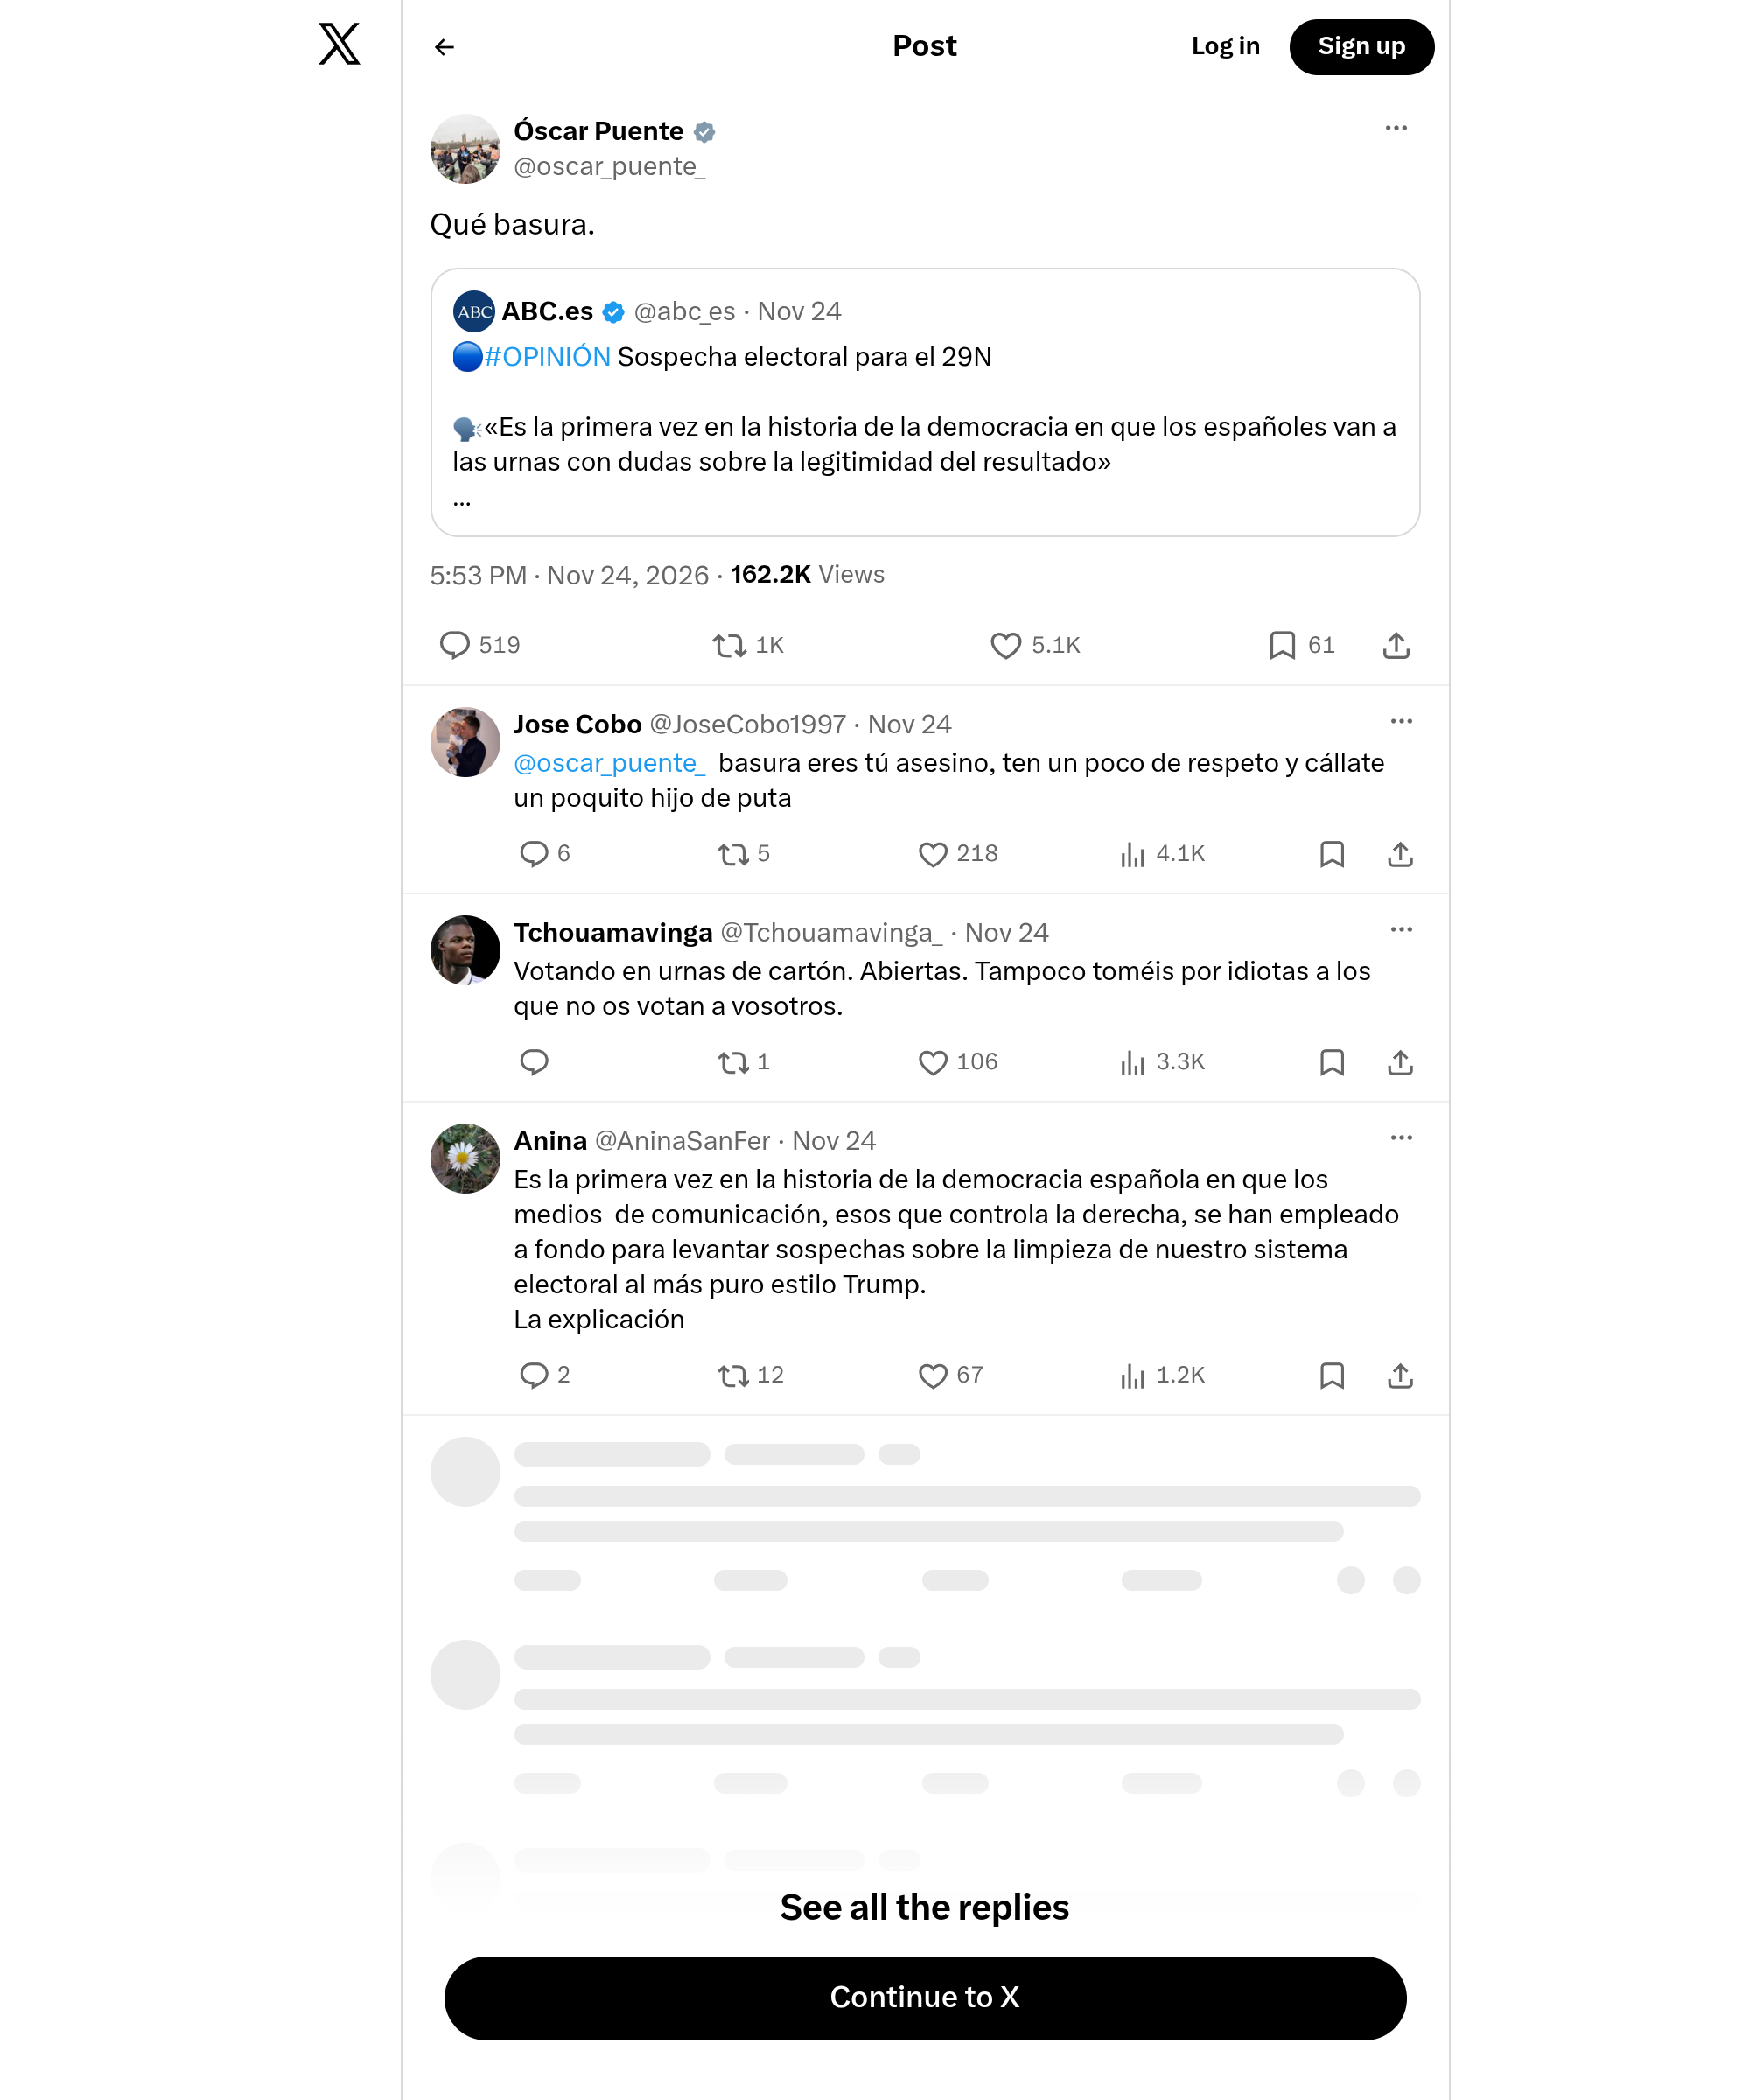 Post
Log in
Sign up
Óscar Puente
@oscar_puente_
Qué basura.
ABC
ABC.es @abc_es · Nov 24
#OPINIÓN Sospecha electoral para el 29N
«Es la primera vez en la historia de la democracia en que los españoles van a
las urnas con dudas sobre la legitimidad del resultado»
...
5:53 PM · Nov 24, 2026 · 162.2K Views
519 1K 5.1K 61
Jose Cobo @JoseCobo1997 · Nov 24
@oscar_puente_ basura eres tú asesino, ten un poco de respeto y cállate
un poquito hijo de puta
6 5 218 4.1K
Tchouamavinga @Tchouamavinga_ · Nov 24
Votando en urnas de cartón. Abiertas. Tampoco toméis por idiotas a los
que no os votan a vosotros.
1 106 3.3K
Anina @AninaSanFer · Nov 24
Es la primera vez en la historia de la democracia española en que los
medios  de comunicación, esos que controla la derecha, se han empleado
a fondo para levantar sospechas sobre la limpieza de nuestro sistema
electoral al más puro estilo Trump.
La explicación
2 12 67 1.2K
See all the replies
Continue to X